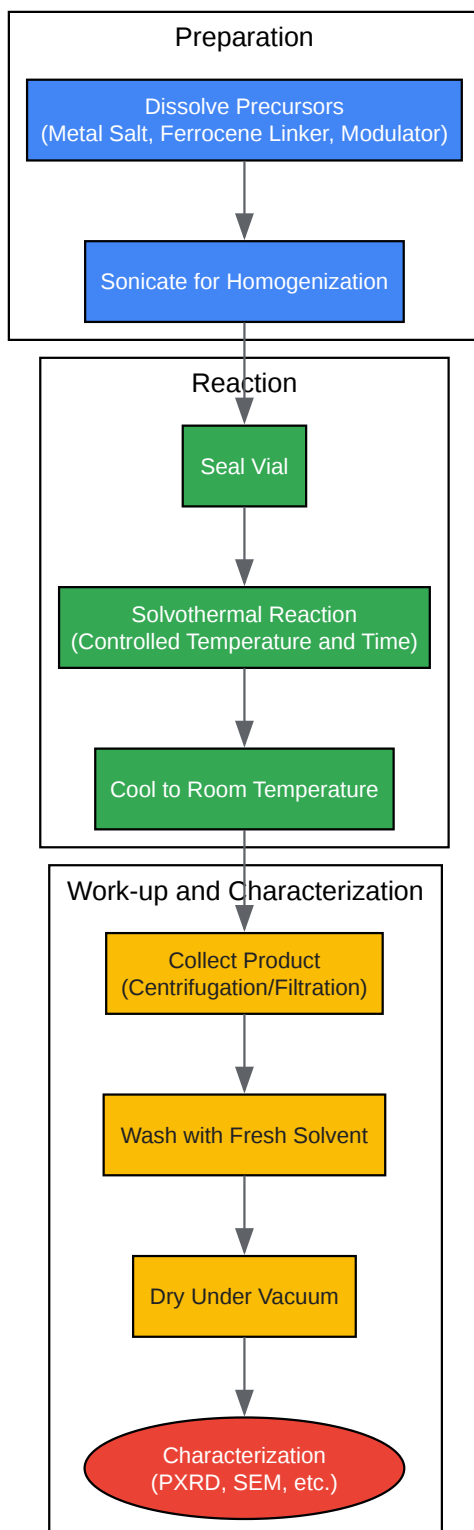 Preparation
Dissolve Precursors
(Metal Salt, Ferrocene Linker, Modulator)
Sonicate for Homogenization
Reaction
Seal Vial
Solvothermal Reaction
(Controlled Temperature and Time)
Cool to Room Temperature
Work-up and Characterization
Collect Product
(Centrifugation/Filtration)
Wash with Fresh Solvent
Dry Under Vacuum
Characterization
(PXRD, SEM, etc.)